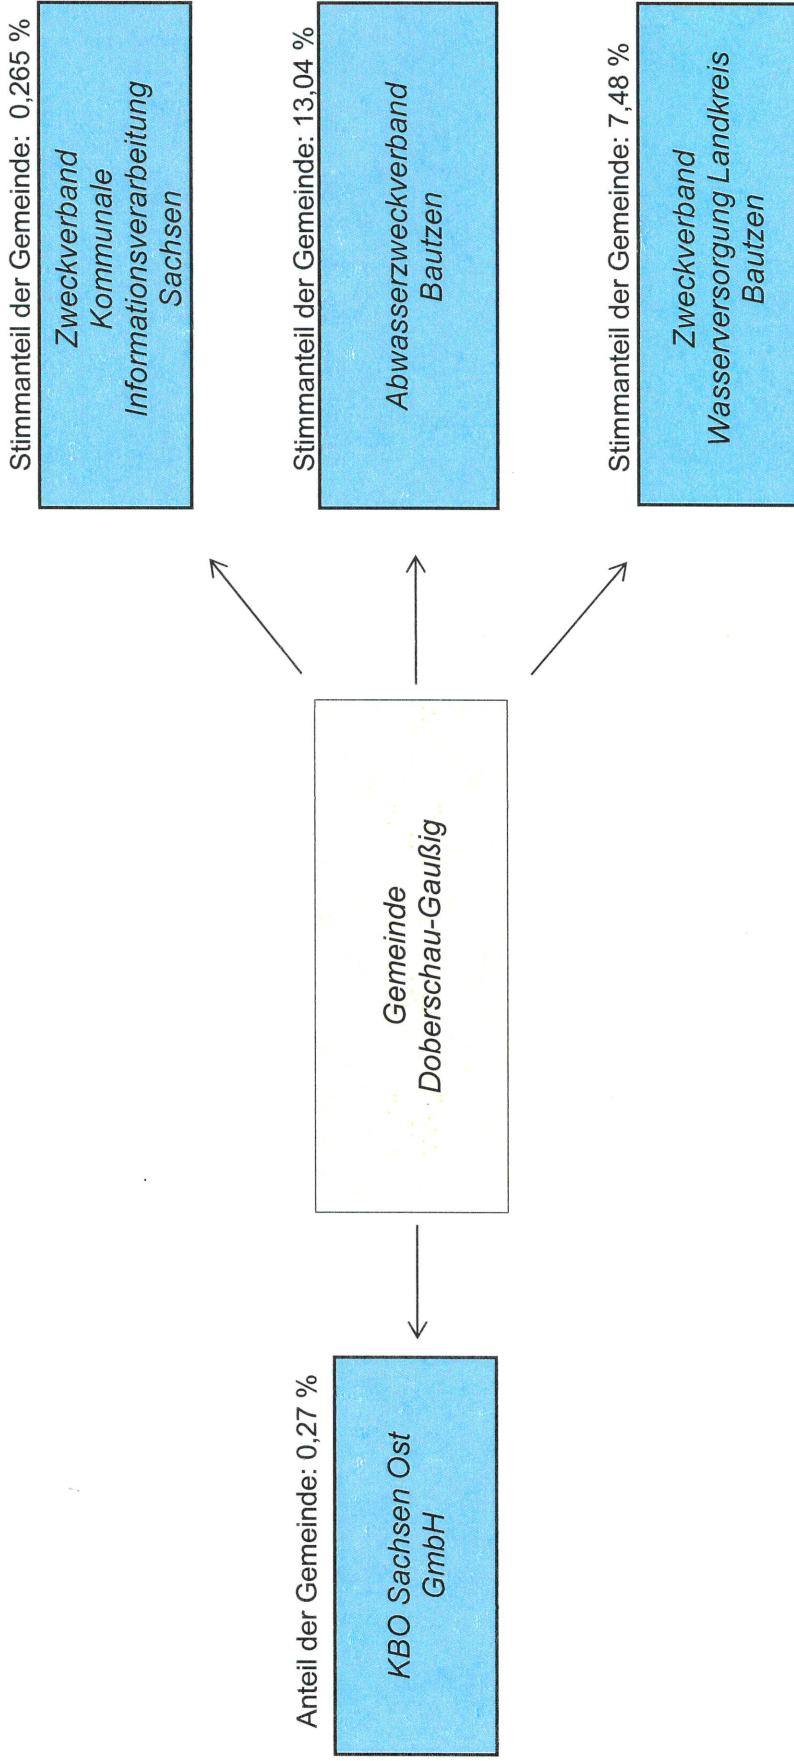 Anteil der Gemeinde: 0,27 %
KBO Sachsen Ost
GmbH
Gemeinde
Doberschau-Gaußig
Stimmanteil der Gemeinde: 0,265 %
Zweckverband
Kommunale
Informationsverarbeitung
Sachsen
Stimmanteil der Gemeinde: 13,04 %
Abwasserzweckverband
Bautzen
Stimmanteil der Gemeinde: 7,48 %
Zweckverband
Wasserversorgung Landkreis
Bautzen